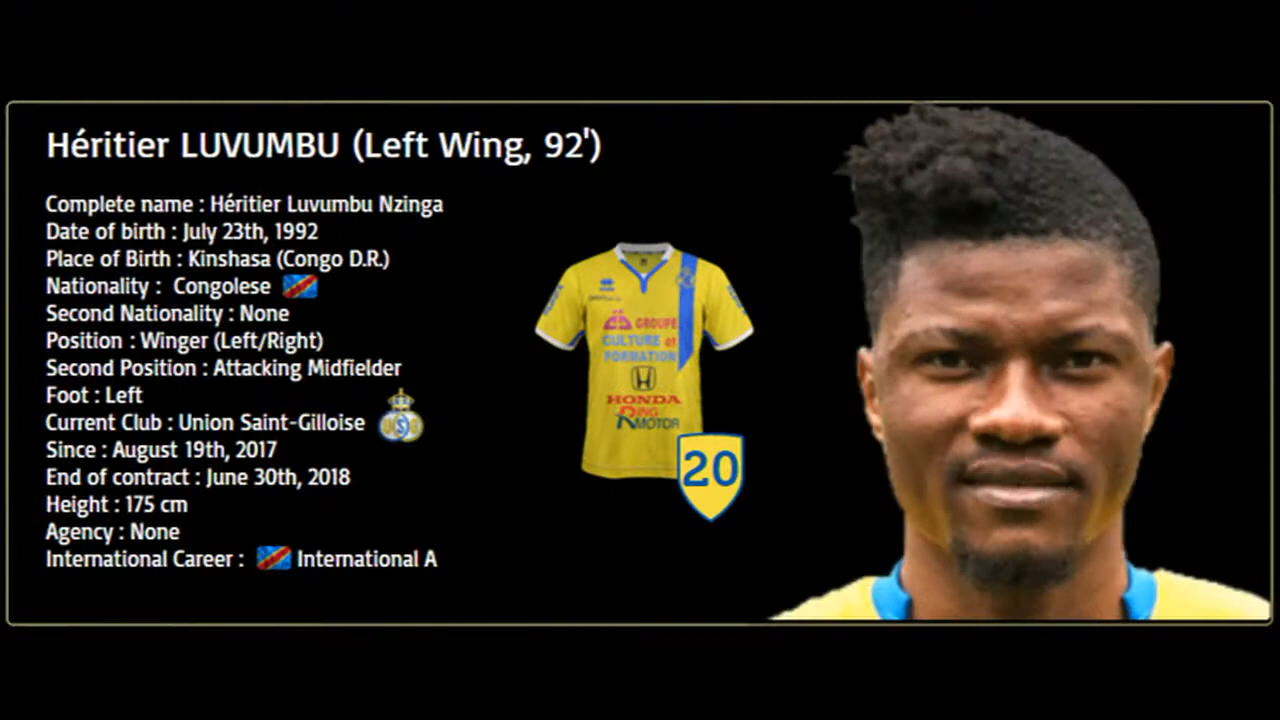 Héritier LUVUMBU (Left Wing, 92')
Complete name : Héritier Luvumbu Nzinga
Date of birth : July 23th, 1992
Place of Birth : Kinshasa (Congo D.R.)
Nationality : Congolese
Second Nationality : None
Position : Winger (Left/Right)
Second Position : Attacking Midfielder
Foot : Left
Current Club : Union Saint-Gilloise
Since : August 19th, 2017
End of contract : June 30th, 2018
Height : 175 cm
Agency : None
International Career : International A
GROUPE
CULTURE et
FORMATION
HONDA
RING
MOTOR
20